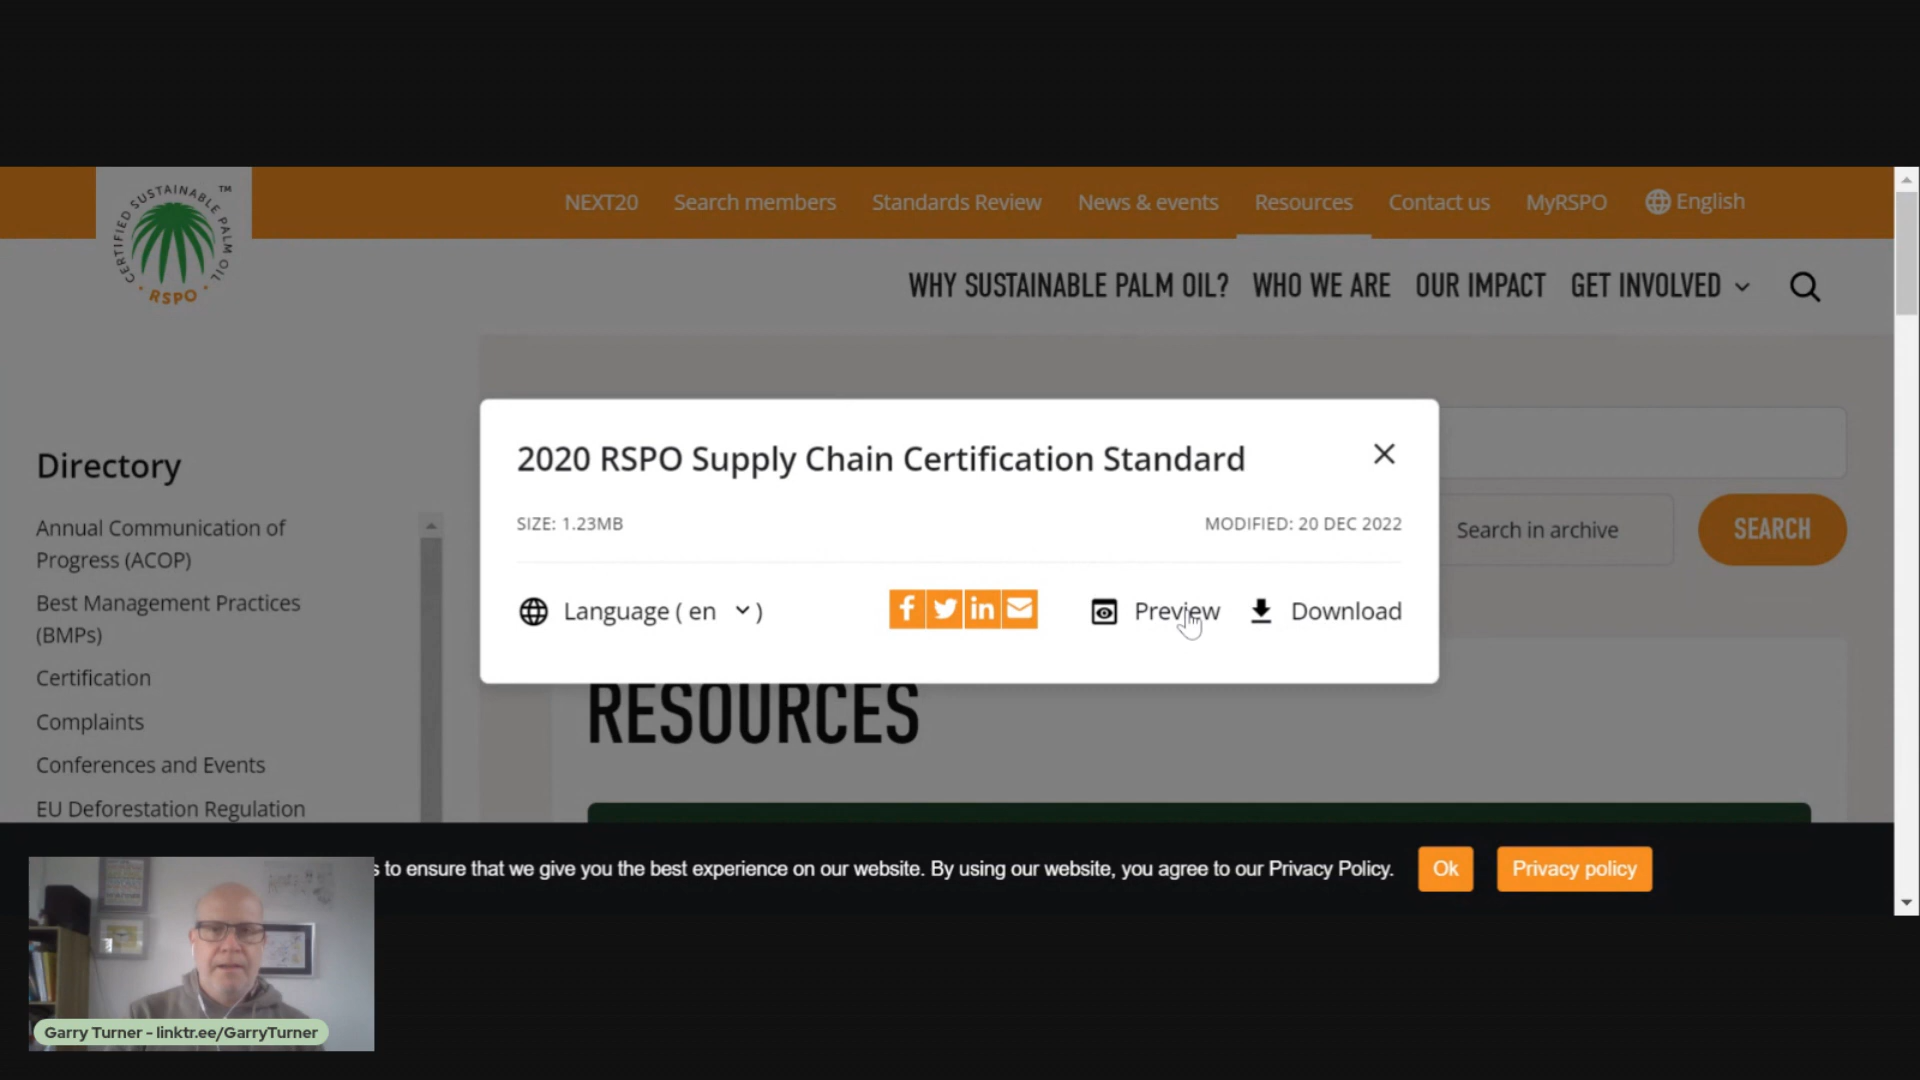 CERTIFIED SUSTAINABLE PALM OIL ™
RSPO
NEXT20
Search members
Standards Review
News & events
Resources
Contact us
MyRSPO
English
WHY SUSTAINABLE PALM OIL?
WHO WE ARE
OUR IMPACT
GET INVOLVED
Directory
Annual Communication of
Progress (ACOP)
Best Management Practices
(BMPs)
Certification
Complaints
Conferences and Events
EU Deforestation Regulation
2020 RSPO Supply Chain Certification Standard
SIZE: 1.23MB
MODIFIED: 20 DEC 2022
Language ( en )
Preview
Download
Search in archive
SEARCH
RESOURCES
s to ensure that we give you the best experience on our website. By using our website, you agree to our Privacy Policy.
Ok
Privacy policy
Garry Turner - linktr.ee/GarryTurner